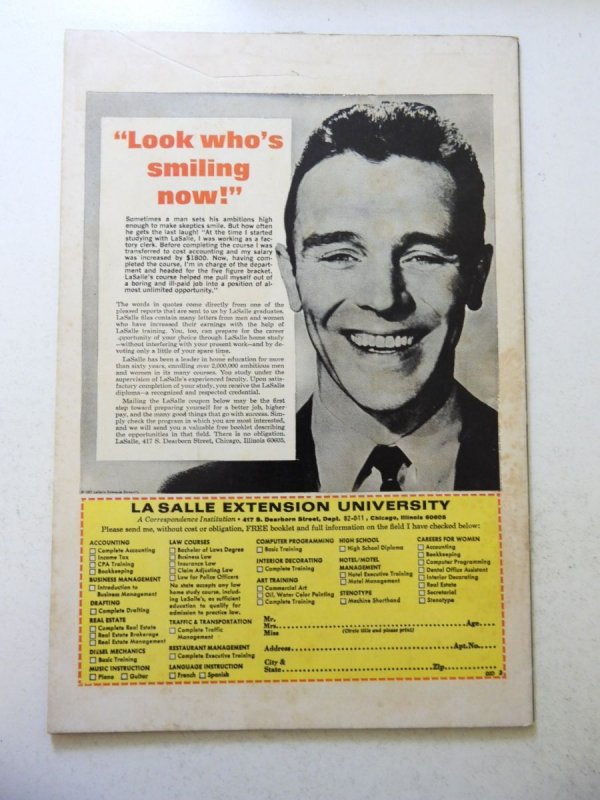 “Look who’s
smiling
now!”
Sometimes a man sets his ambitions high
enough to make skeptics smile. But how often
he gets the last laugh! “At the time I started
studying with LaSalle, I was working as a fac-
tory clerk. Before completing the course I was
transferred to cost accounting and my salary
was increased by $1800. Now, having com-
pleted the course, I’m in charge of the depart-
ment and headed for the five figure bracket.
LaSalle’s course helped me pull myself out of
a boring and ill-paid job into a position of al-
most unlimited opportunity.”
The words in quotes come directly from one of the
pleased reports that are sent to us by LaSalle graduates.
LaSalle files contain many letters from men and women
who have increased their earnings with the help of
LaSalle training. You, too, can prepare for the career
opportunity of your choice through LaSalle home study
—without interfering with your present work—and by de-
voting only a little of your spare time.
LaSalle has been a leader in home education for more
than sixty years, enrolling over 2,000,000 ambitious men
and women in its many courses. You study under the
supervision of LaSalle’s experienced faculty. Upon satis-
factory completion of your study, you receive the LaSalle
diploma—a recognized and respected credential.
Mailing the LaSalle coupon below may be the first
step toward preparing yourself for a better job, higher
pay, and the many good things that go with success. Sim-
ply check the program in which you are most interested,
and we will send you a valuable free booklet describing
the opportunities in that field. There is no obligation.
LaSalle, 417 S. Dearborn Street, Chicago, Illinois 60605.
LA SALLE EXTENSION UNIVERSITY
A Correspondence Institution • 417 S. Dearborn Street, Dept. 82-011, Chicago, Illinois 60605
Please send me, without cost or obligation, FREE booklet and full information on the field I have checked below:
ACCOUNTING
Complete Accounting
Income Tax
CPA Training
Bookkeeping
BUSINESS MANAGEMENT
Introduction to
Business Management
DRAFTING
Complete Drafting
REAL ESTATE
Complete Real Estate
Real Estate Brokerage
Real Estate Management
DIESEL MECHANICS
Basic Training
MUSIC INSTRUCTION
Piano Guitar
LAW COURSES
Bachelor of Laws Degree
Business Law
Insurance Law
Claim Adjusting Law
Law for Police Officers
No state accepts any law
home study course, includ-
ing LaSalle’s, as sufficient
education to qualify for
admission to practice law.
TRAFFIC & TRANSPORTATION
Complete Traffic
Management
RESTAURANT MANAGEMENT
Complete Executive Training
LANGUAGE INSTRUCTION
French Spanish
COMPUTER PROGRAMMING
Basic Training
INTERIOR DECORATING
Complete Training
ART TRAINING
Commercial Art
Oil, Water Color Painting
Complete Training
HIGH SCHOOL
High School Diploma
HOTEL/MOTEL
MANAGEMENT
Hotel Executive Training
Motel Management
STENOTYPE
Machine Shorthand
CAREERS FOR WOMEN
Accounting
Bookkeeping
Computer Programming
Dental Office Assistant
Interior Decorating
Real Estate
Secretarial
Stenotype
Mr.
Mrs.
Miss
(Circle title and please print)
Age
Address Apt. No.
City &
State Zip